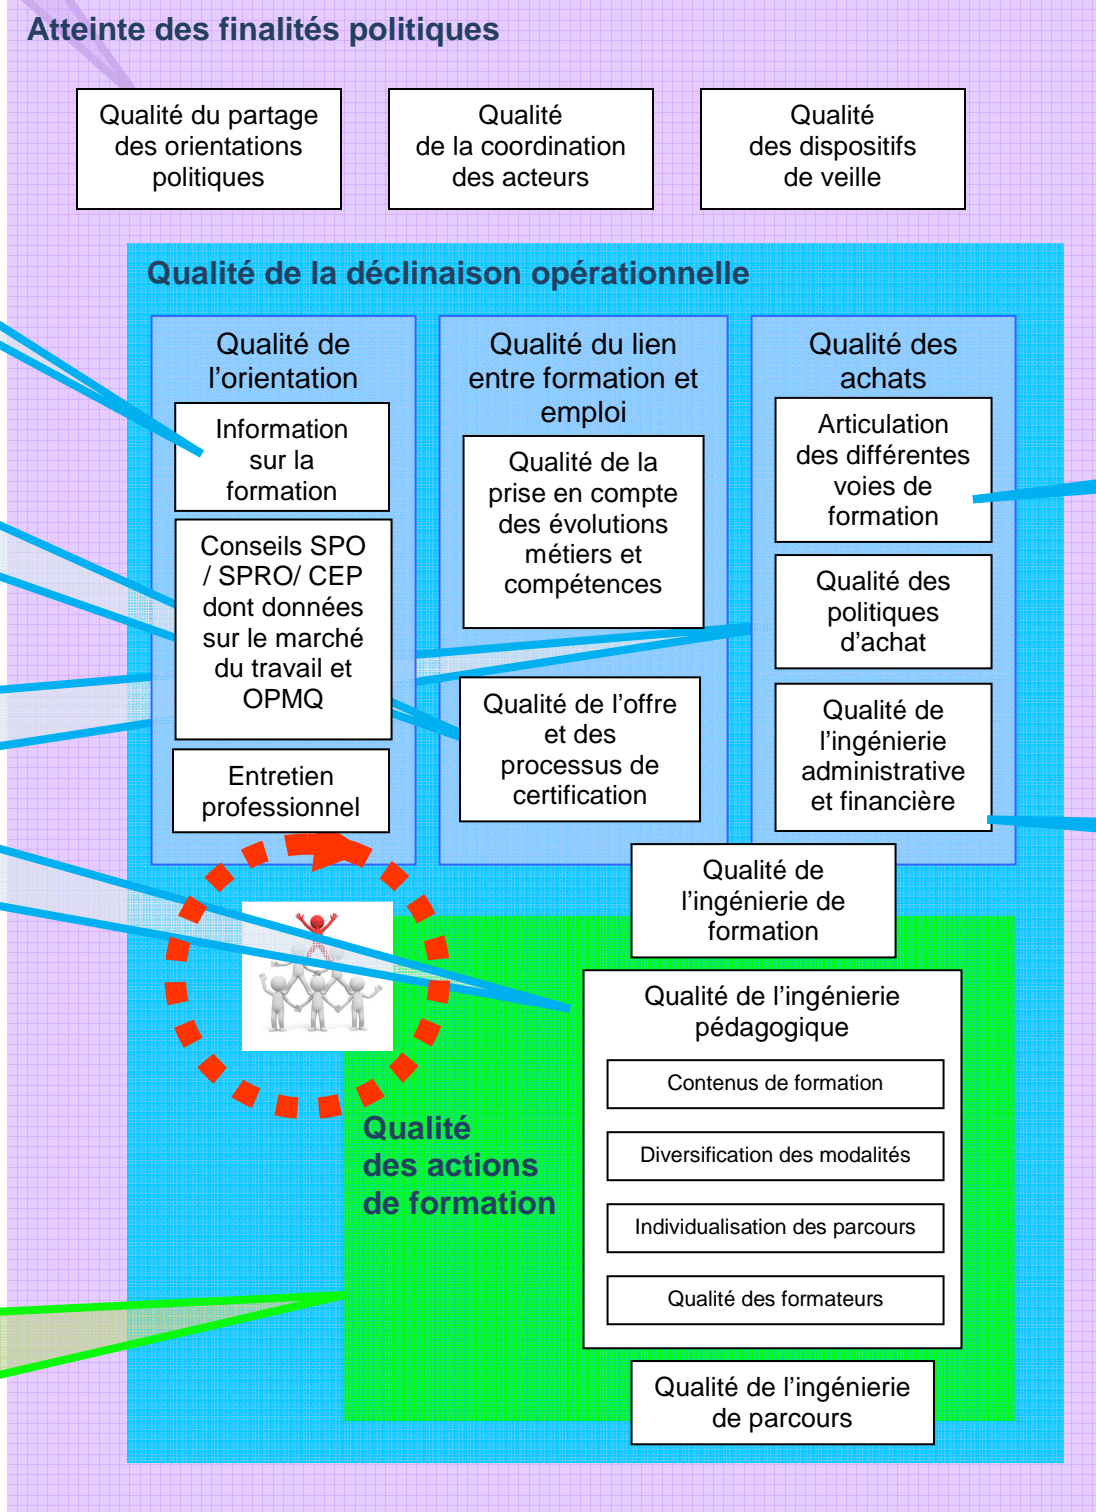 Atteinte des finalités politiques
Qualité du partage
des orientations
politiques
Qualité
de la coordination
des acteurs
Qualité
des dispositifs
de veille
Qualité de la déclinaison opérationnelle
Qualité de
l’orientation
Information
sur la
formation
Conseils SPO
/ SPRO/ CEP
dont données
sur le marché
du travail et
OPMQ
Entretien
professionnel
Qualité du lien
entre formation et
emploi
Qualité de la
prise en compte
des évolutions
métiers et
compétences
Qualité de l’offre
et des
processus de
certification
Qualité des
achats
Articulation
des différentes
voies de
formation
Qualité des
politiques
d’achat
Qualité de
l’ingénierie
administrative
et financière
Qualité de
l’ingénierie de
formation
Qualité de l’ingénierie
pédagogique
Contenus de formation
Diversification des modalités
Individualisation des parcours
Qualité des formateurs
Qualité
des actions
de formation
Qualité de l’ingénierie
de parcours